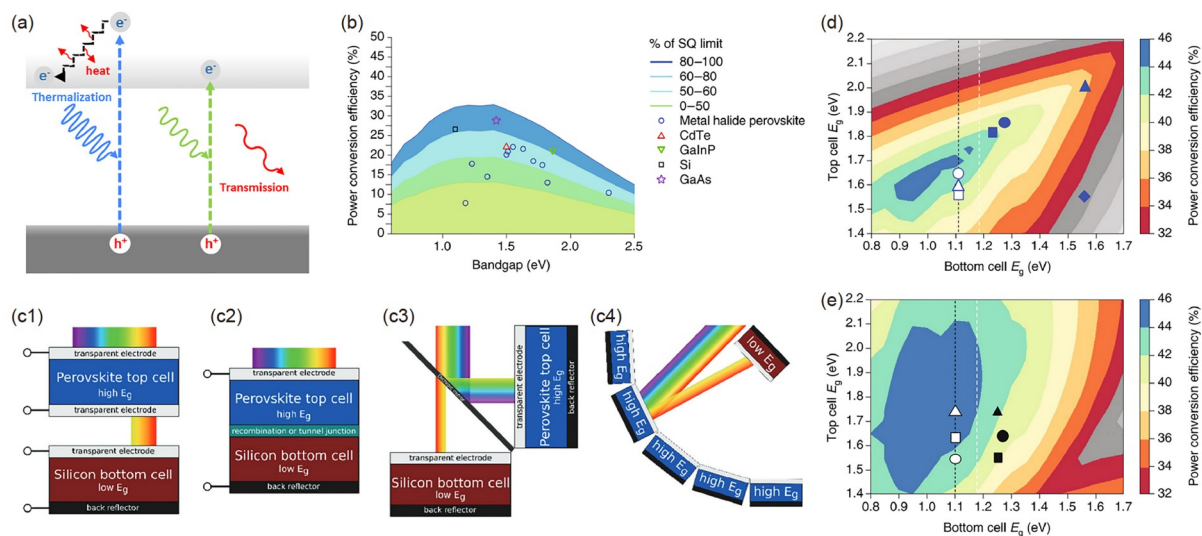 (a)
e-
e-
heat
Thermalization
e-
Transmission
h+
h+
(b)
Power conversion efficiency (%)
50
45
40
35
30
25
20
15
10
5
0
1.0
1.5
2.0
2.5
Bandgap (eV)
% of SQ limit
80–100
60–80
50–60
0–50
Metal halide perovskite
CdTe
GaInP
Si
GaAs
(d)
Top cell Eg (eV)
2.2
2.1
2.0
1.9
1.8
1.7
1.6
1.5
1.4
0.8 0.9 1.0 1.1 1.2 1.3 1.4 1.5 1.6 1.7
Bottom cell Eg (eV)
46
44
42
40
38
36
34
32
Power conversion efficiency (%)
(c1)
transparent electrode
Perovskite top cell
high Eg
transparent electrode
transparent electrode
Silicon bottom cell
low Eg
back reflector
(c2)
transparent electrode
Perovskite top cell
high Eg
recombination or tunnel junction
Silicon bottom cell
low Eg
back reflector
(c3)
transparent electrode
Perovskite top cell
high Eg
back reflector
transparent electrode
Silicon bottom cell
low Eg
back reflector
(c4)
low Eg
high Eg
high Eg
high Eg
high Eg
high Eg
(e)
Top cell Eg (eV)
2.2
2.1
2.0
1.9
1.8
1.7
1.6
1.5
1.4
0.8 0.9 1.0 1.1 1.2 1.3 1.4 1.5 1.6 1.7
Bottom cell Eg (eV)
46
44
42
40
38
36
34
32
Power conversion efficiency (%)